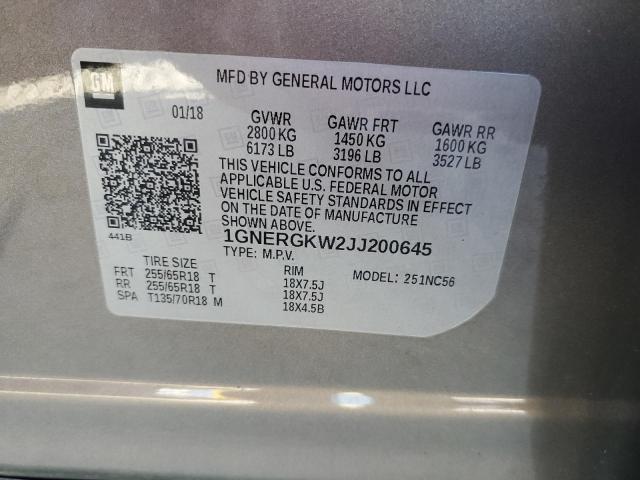 GM
MFD BY GENERAL MOTORS LLC
01/18
GVWR GAWR FRT GAWR RR
2800 KG 1450 KG 1600 KG
6173 LB 3196 LB 3527 LB
THIS VEHICLE CONFORMS TO ALL
APPLICABLE U.S. FEDERAL MOTOR
VEHICLE SAFETY STANDARDS IN EFFECT
ON THE DATE OF MANUFACTURE
SHOWN ABOVE
441B
1GNERGKW2JJ200645
TYPE: M.P.V.
TIRE SIZE RIM MODEL: 251NC56
FRT 255/65R18 T 18X7.5J
RR 255/65R18 T 18X7.5J
SPA T135/70R18 M 18X4.5B